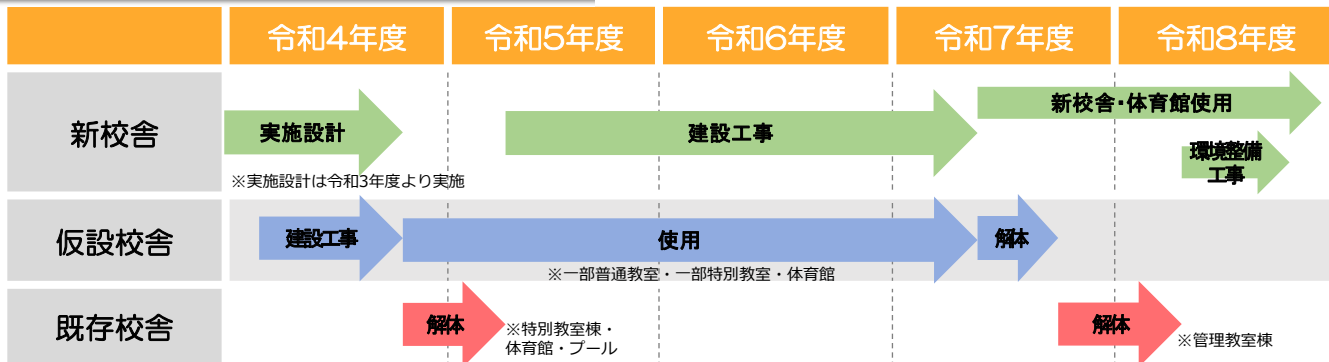 令和4年度 令和5年度 令和6年度 令和7年度 令和8年度
新校舎
実施設計
建設工事
新校舎・体育館使用
環境整備
工事
※実施設計は令和3年度より実施
仮設校舎
建設工事
使用
解体
※一部普通教室・一部特別教室・体育館
既存校舎
解体
※特別教室棟・
体育館・プール
解体
※管理教室棟